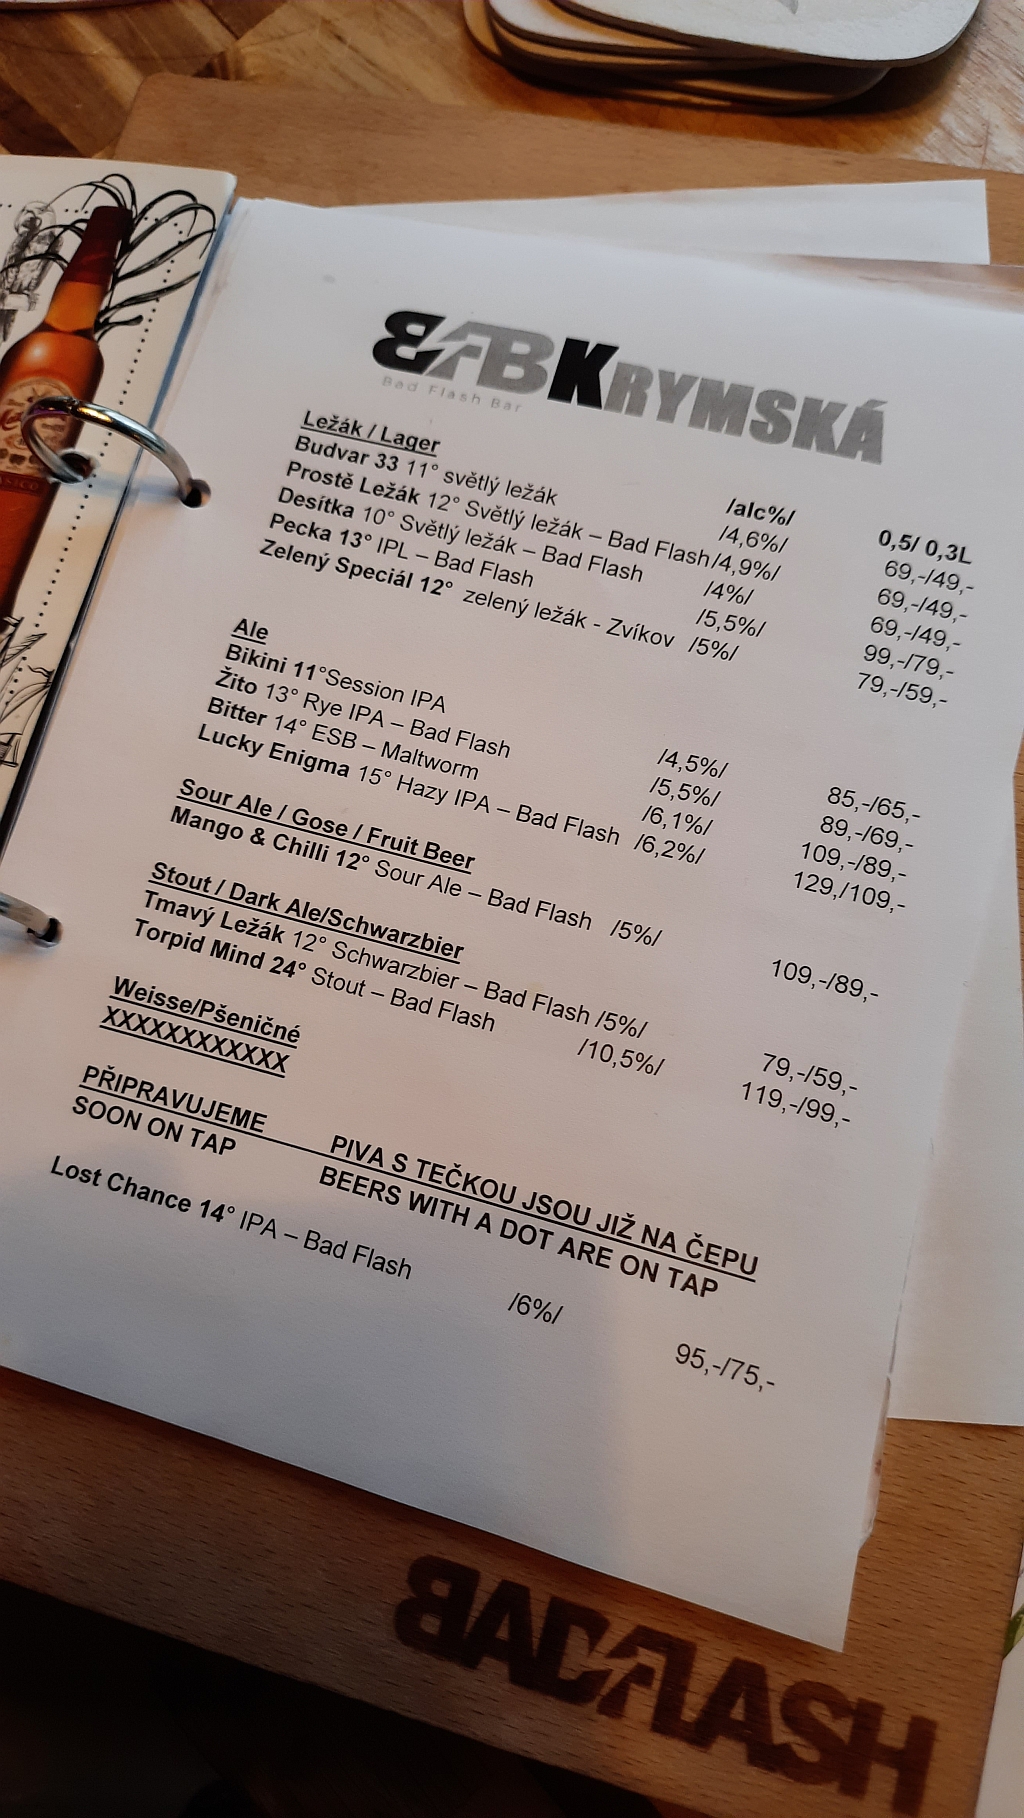 BFB KRYMSKÁ
Bad Flash Bar
Ležák / Lager /alc%/ 0,5/ 0,3L
Budvar 33 11° světlý ležák /4,6%/ 69,-/49,-
Prostě Ležák 12° Světlý ležák – Bad Flash/4,9%/ 69,-/49,-
Desítka 10° Světlý ležák – Bad Flash /4%/ 69,-/49,-
Pecka 13° IPL – Bad Flash /5,5%/ 99,-/79,-
Zelený Speciál 12° zelený ležák - Zvíkov /5%/ 79,-/59,-
Ale
Bikini 11°Session IPA /4,5%/ 85,-/65,-
Žito 13° Rye IPA – Bad Flash /5,5%/ 89,-/69,-
Bitter 14° ESB – Maltworm /6,1%/ 109,-/89,-
Lucky Enigma 15° Hazy IPA – Bad Flash /6,2%/ 129,/109,-
Sour Ale / Gose / Fruit Beer
Mango & Chilli 12° Sour Ale – Bad Flash /5%/ 109,-/89,-
Stout / Dark Ale/Schwarzbier
Tmavý Ležák 12° Schwarzbier – Bad Flash /5%/ 79,-/59,-
Torpid Mind 24° Stout – Bad Flash /10,5%/ 119,-/99,-
Weisse/Pšeničné
XXXXXXXXXXXX
PŘIPRAVUJEME PIVA S TEČKOU JSOU JIŽ NA ČEPU
SOON ON TAP BEERS WITH A DOT ARE ON TAP
Lost Chance 14° IPA – Bad Flash /6%/ 95,-/75,-
BADFLASH